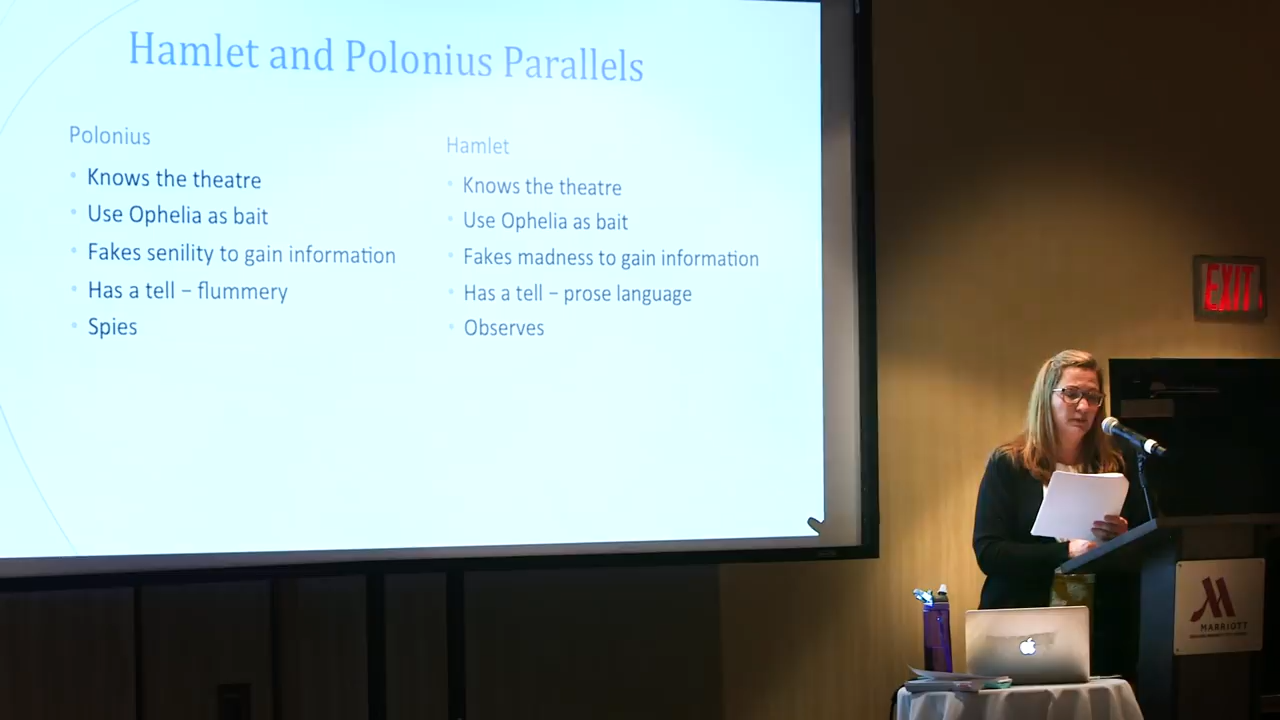 Hamlet and Polonius Parallels
Polonius
Knows the theatre
Use Ophelia as bait
Fakes senility to gain information
Has a tell – flummery
Spies
Hamlet
Knows the theatre
Use Ophelia as bait
Fakes madness to gain information
Has a tell – prose language
Observes
EXIT
MARRIOTT